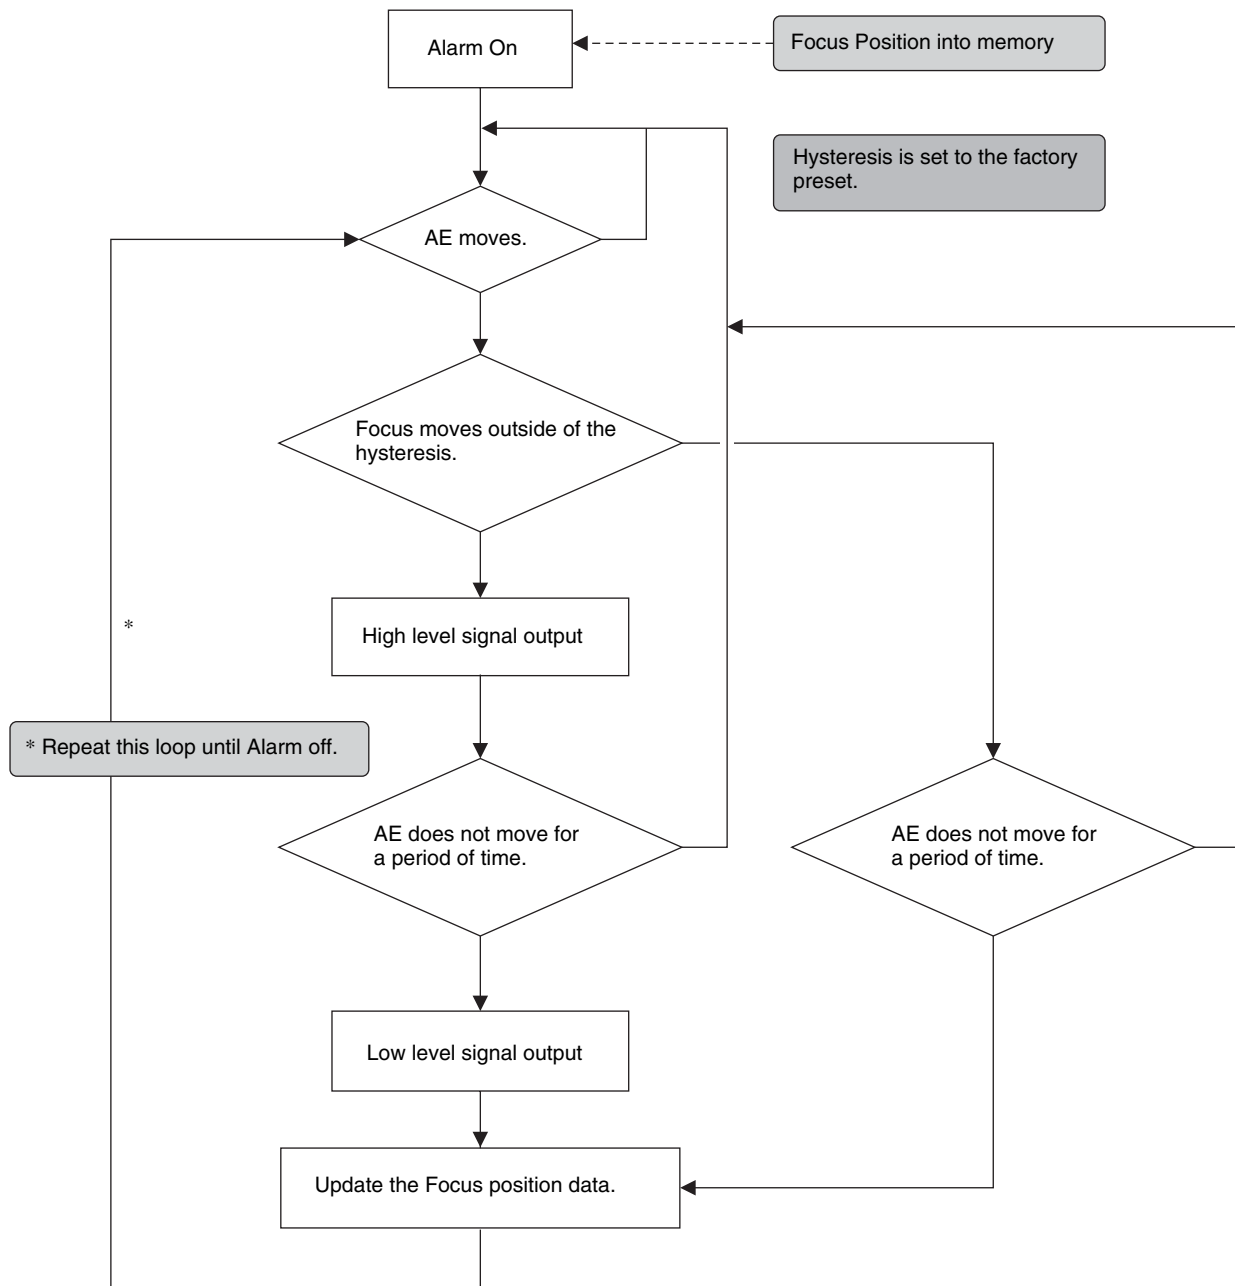 Alarm On
Focus Position into memory
Hysteresis is set to the factory
preset.
AE moves.
Focus moves outside of the
hysteresis.
High level signal output
*
* Repeat this loop until Alarm off.
AE does not move for
a period of time.
AE does not move for
a period of time.
Low level signal output
Update the Focus position data.